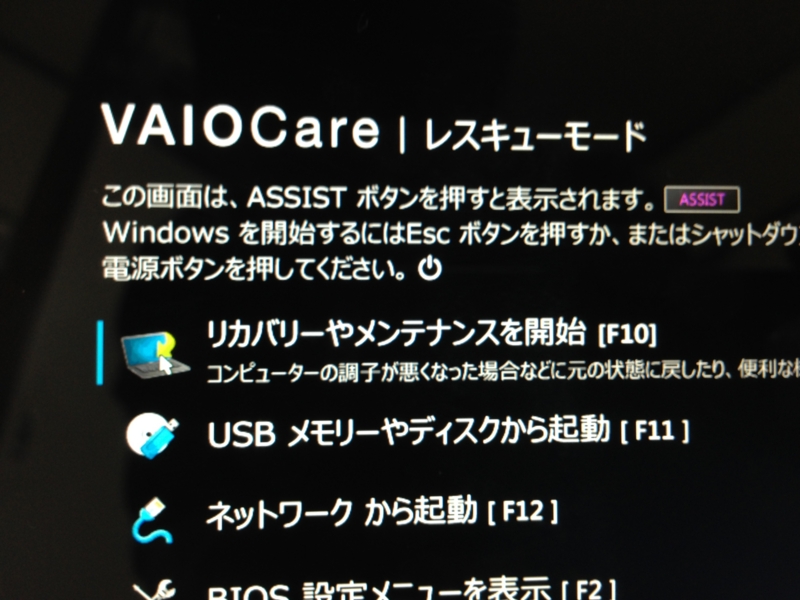 VAIOCare | レスキューモード
この画面は、ASSIST ボタンを押すと表示されます。 ASSIST
Windows を開始するにはEsc ボタンを押すか、またはシャットダウ
電源ボタンを押してください。
リカバリーやメンテナンスを開始 [F10]
コンピューターの調子が悪くなった場合などに元の状態に戻したり、便利な
USB メモリーやディスクから起動 [ F11 ]
ネットワーク から起動 [ F12 ]
BIOS 設定メニューを表示 [ F2 ]